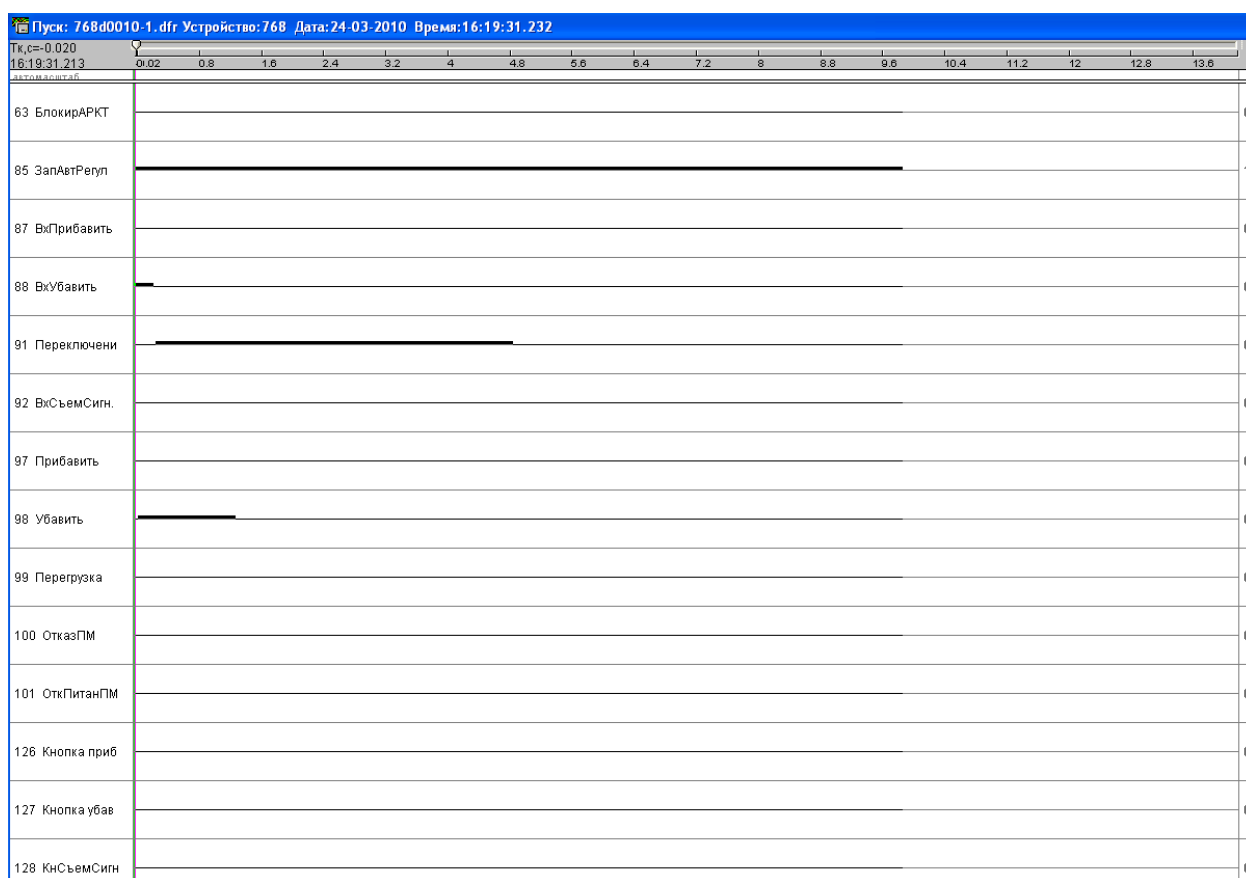 Пуск: 768d0010-1.dfr Устройство:768 Дата:24-03-2010 Время:16:19:31.232
Тк,с=-0.020
16:19:31.213 0.02 0.8 1.6 2.4 3.2 4 4.8 5.6 6.4 7.2 8 8.8 9.6 10.4 11.2 12 12.8 13.6
автомасштаб
63 БлокирАРКТ
85 ЗапАвтРегул
87 ВхПрибавить
88 ВхУбавить
91 Переключени
92 ВхСъемСигн.
97 Прибавить
98 Убавить
99 Перегрузка
100 ОтказПМ
101 ОткПитанПМ
126 Кнопка приб
127 Кнопка убав
128 КнСъемСигн